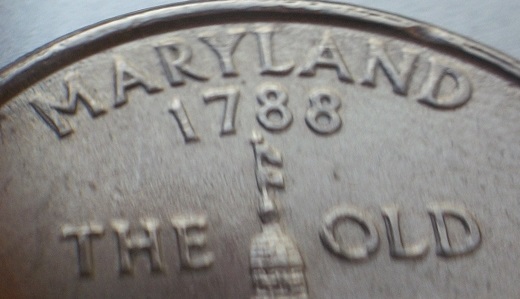 MARYLAND
1788
THE OLD